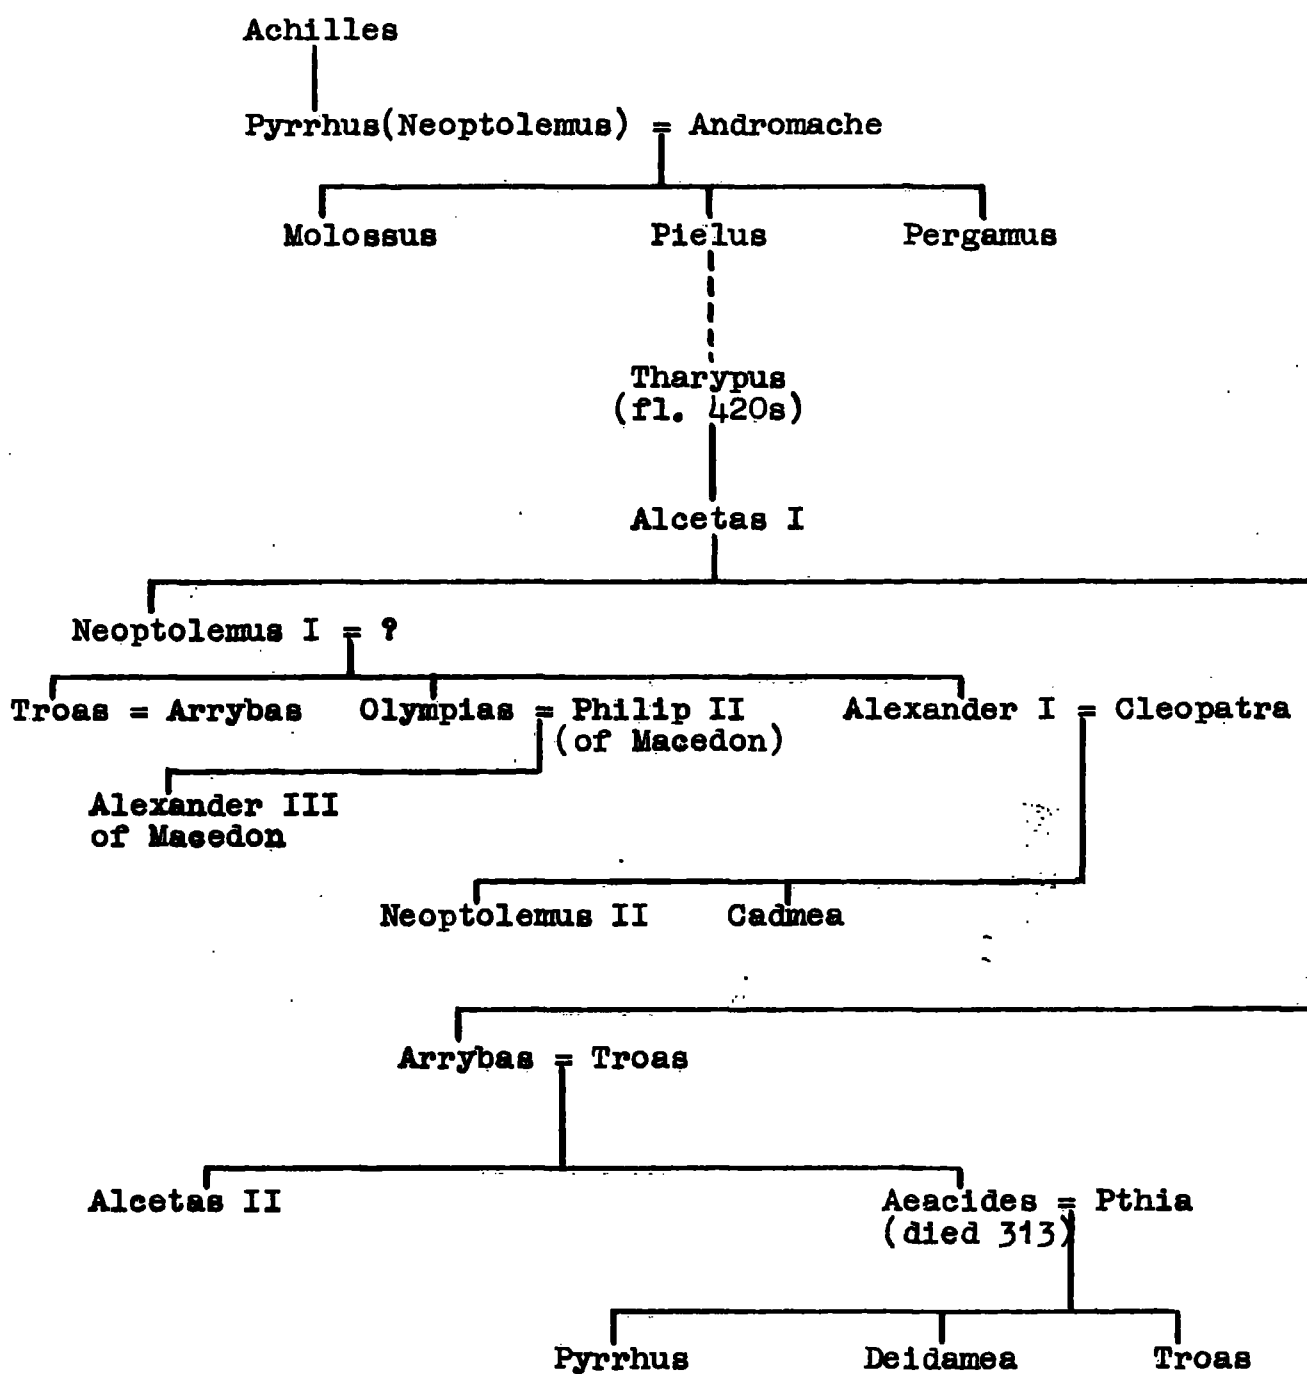 Achilles
Pyrrhus(Neoptolemus) = Andromache
Molossus Pielus Pergamus
Tharypus
(fl. 420s)
Alcetas I
Neoptolemus I = ?
Troas = Arrybas Olympias = Philip II Alexander I = Cleopatra
(of Macedon)
Alexander III
of Macedon
Neoptolemus II Cadmea
Arrybas = Troas
Alcetas II Aeacides = Pthia
(died 313)
Pyrrhus Deidamea Troas